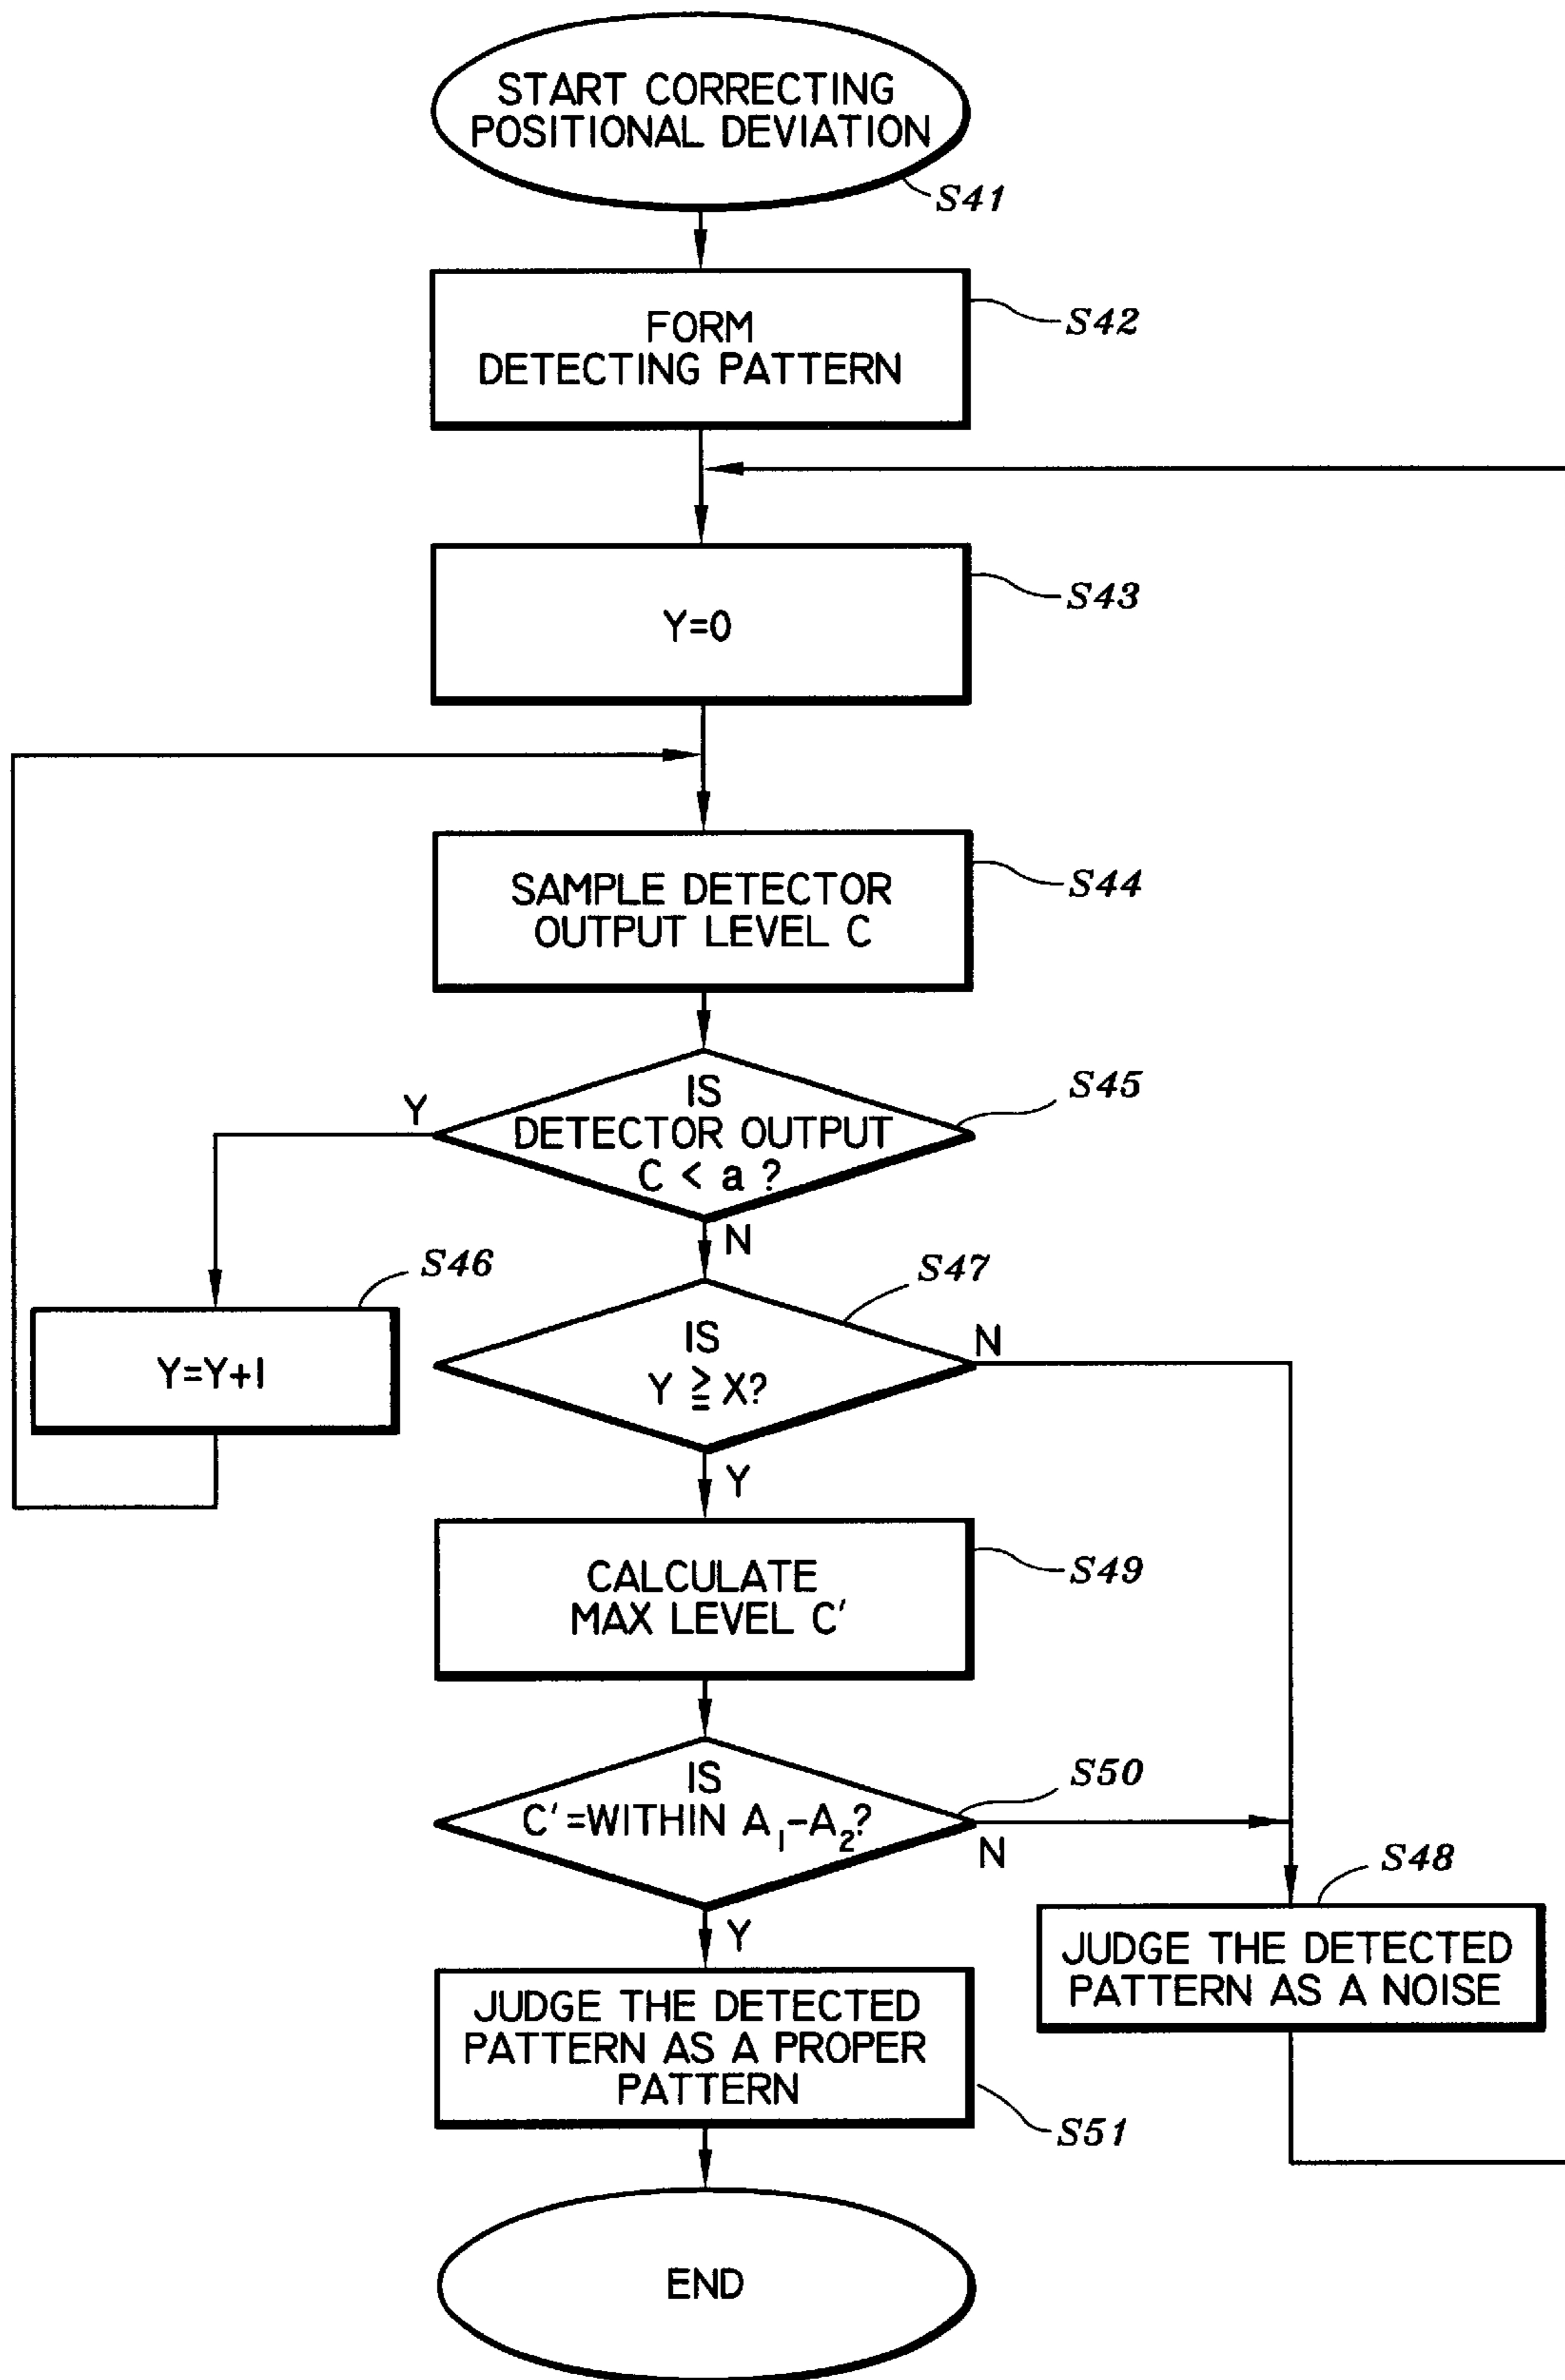 START CORRECTING
POSITIONAL DEVIATION
S41
FORM
DETECTING PATTERN
S42
Y=0
S43
SAMPLE DETECTOR
OUTPUT LEVEL C
S44
IS
DETECTOR OUTPUT
C < a ?
S45
Y
N
S46
Y=Y+1
S47
IS
Y ≧ X?
N
Y
CALCULATE
MAX LEVEL C'
S49
IS
C'=WITHIN A₁-A₂?
S50
N
Y
S48
JUDGE THE DETECTED
PATTERN AS A NOISE
JUDGE THE DETECTED
PATTERN AS A PROPER
PATTERN
S51
END